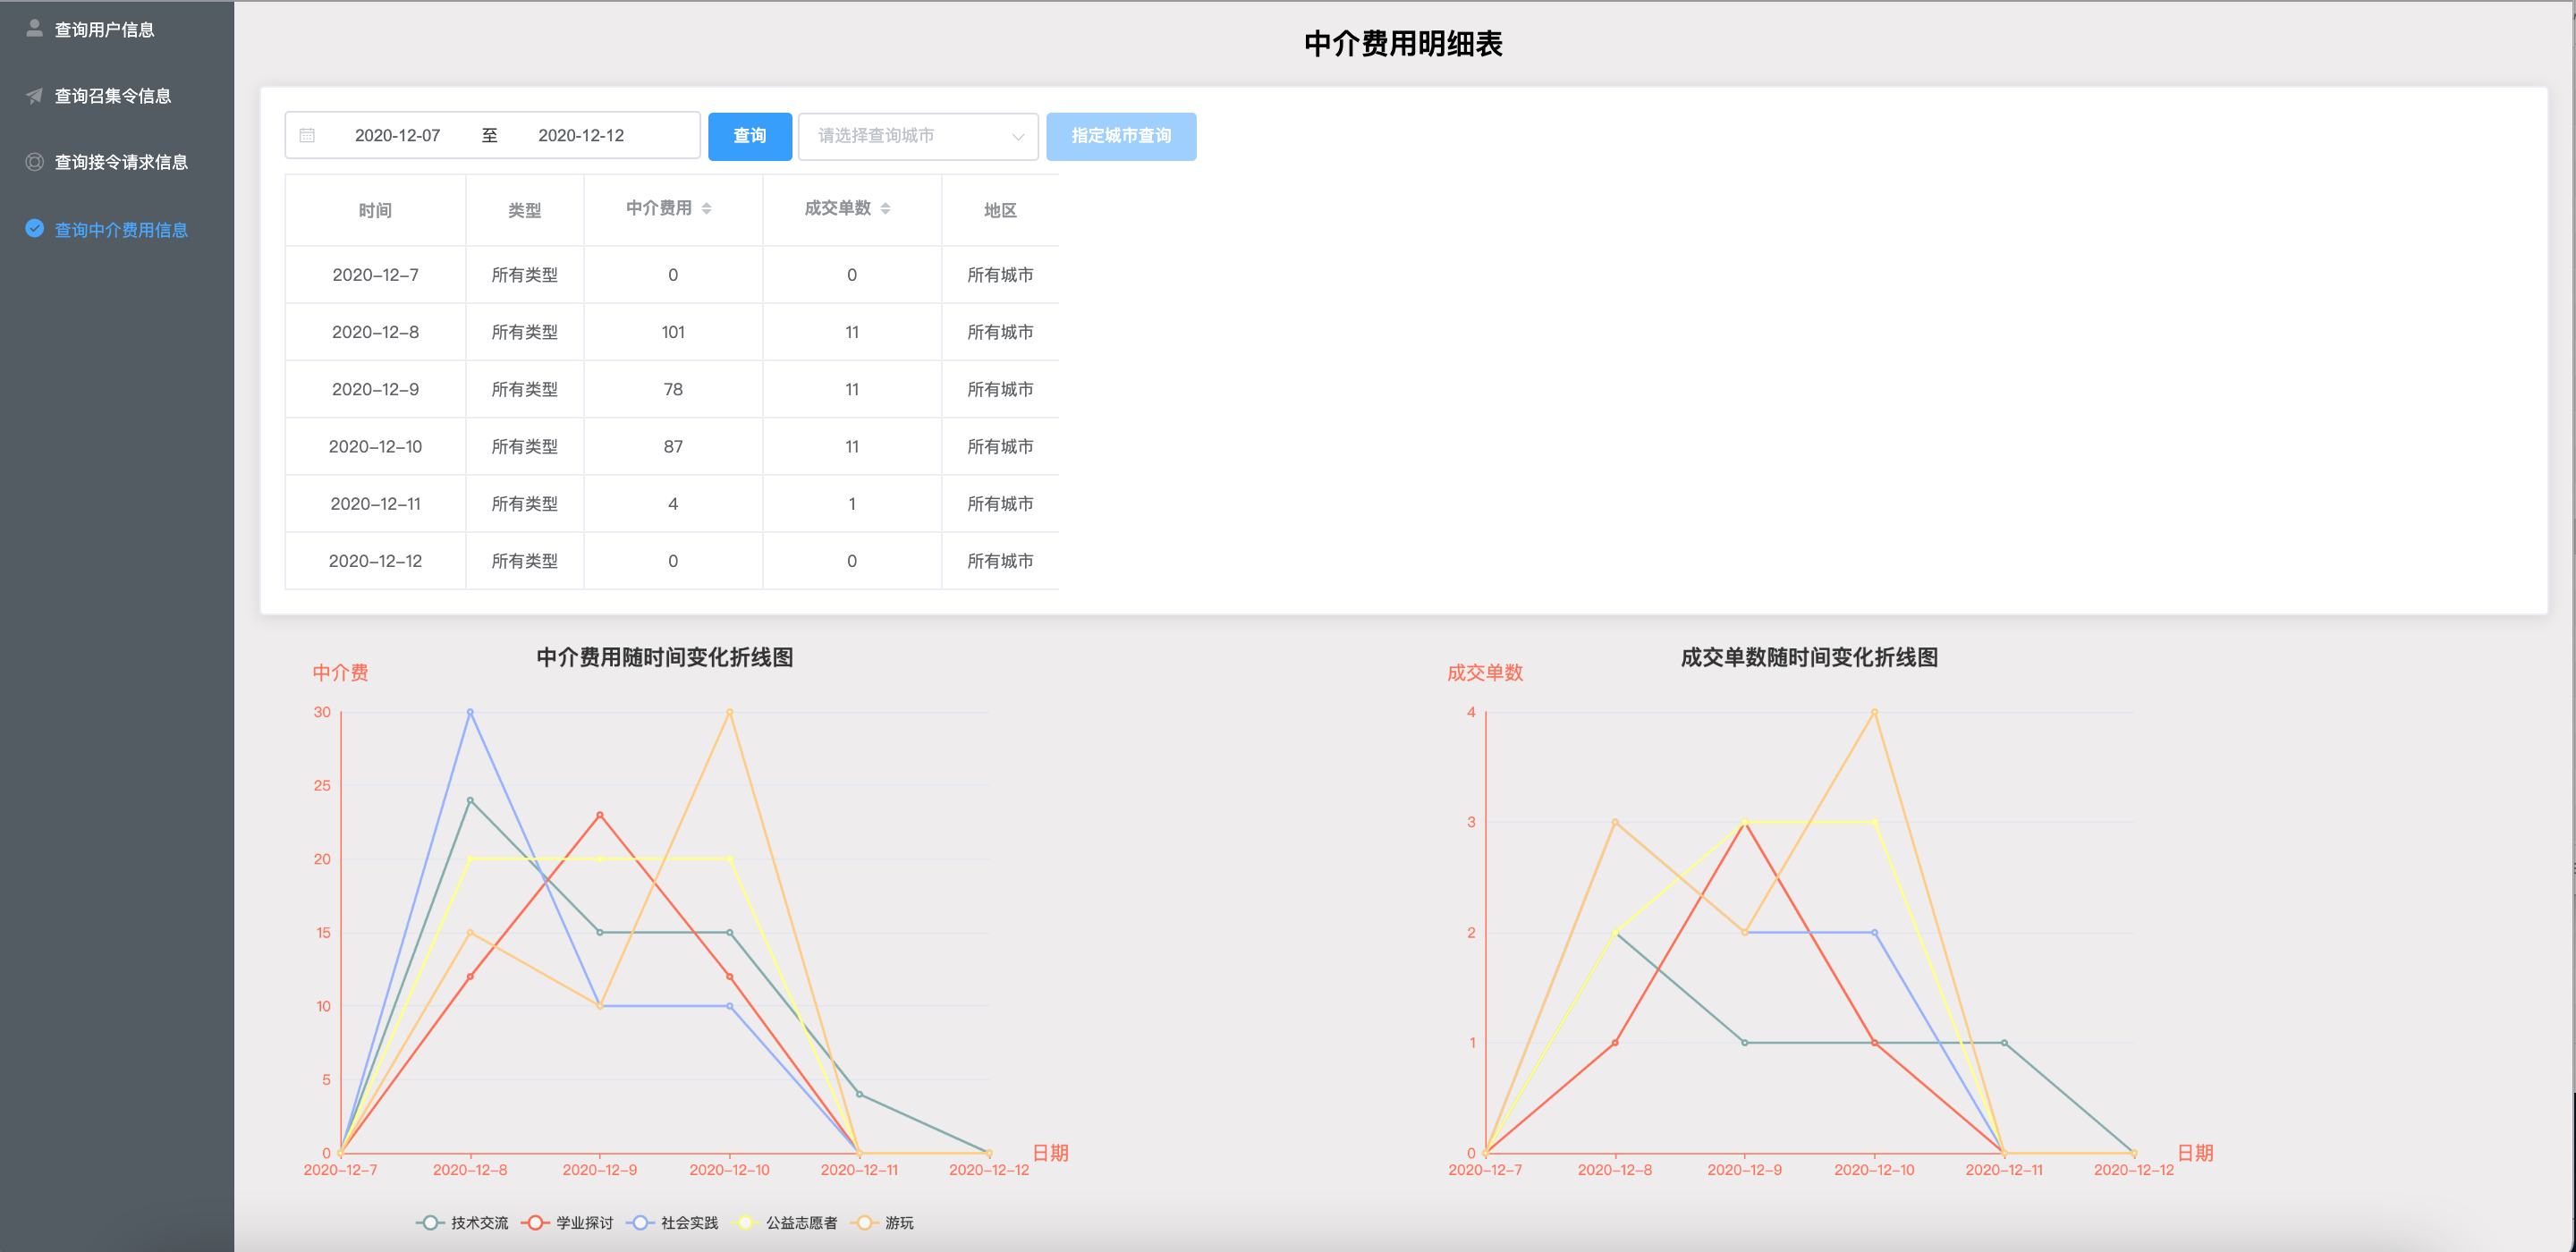 查询用户信息
查询召集令信息
查询接令请求信息
查询中介费用信息
中介费用明细表
2020-12-07 至 2020-12-12 查询 请选择查询城市 指定城市查询
时间 类型 中介费用 成交单数 地区
2020-12-7 所有类型 0 0 所有城市
2020-12-8 所有类型 101 11 所有城市
2020-12-9 所有类型 78 11 所有城市
2020-12-10 所有类型 87 11 所有城市
2020-12-11 所有类型 4 1 所有城市
2020-12-12 所有类型 0 0 所有城市
中介费用随时间变化折线图
中介费
30
25
20
15
10
5
0
2020-12-7 2020-12-8 2020-12-9 2020-12-10 2020-12-11 2020-12-12
日期
技术交流 学业探讨 社会实践 公益志愿者 游玩
成交单数随时间变化折线图
成交单数
4
3
2
1
0
2020-12-7 2020-12-8 2020-12-9 2020-12-10 2020-12-11 2020-12-12
日期